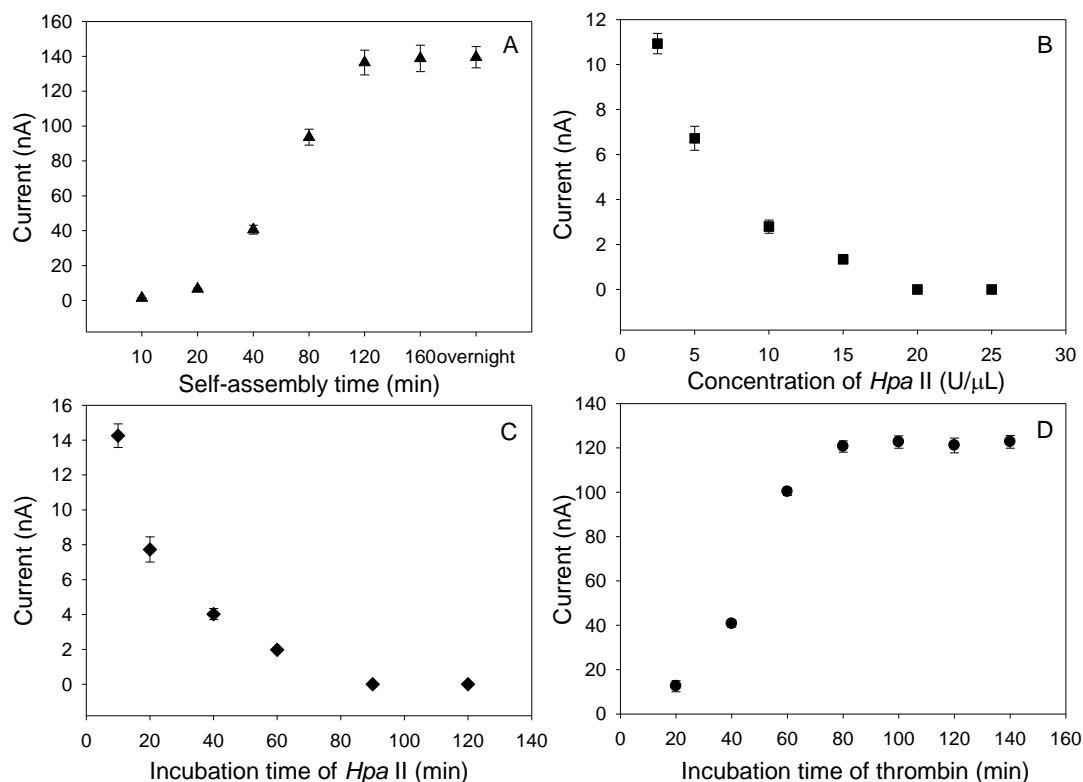 A
160
140
120
100
80
60
40
20
0
Current (nA)
10 20 40 80 120 160overnight
Self-assembly time (min)
B
12
10
8
6
4
2
0
Current (nA)
0 5 10 15 20 25 30
Concentration of Hpa II (U/μL)
C
16
14
12
10
8
6
4
2
0
Current (nA)
0 20 40 60 80 100 120 140
Incubation time of Hpa II (min)
D
140
120
100
80
60
40
20
0
Current (nA)
0 20 40 60 80 100 120 140 160
Incubation time of thrombin (min)